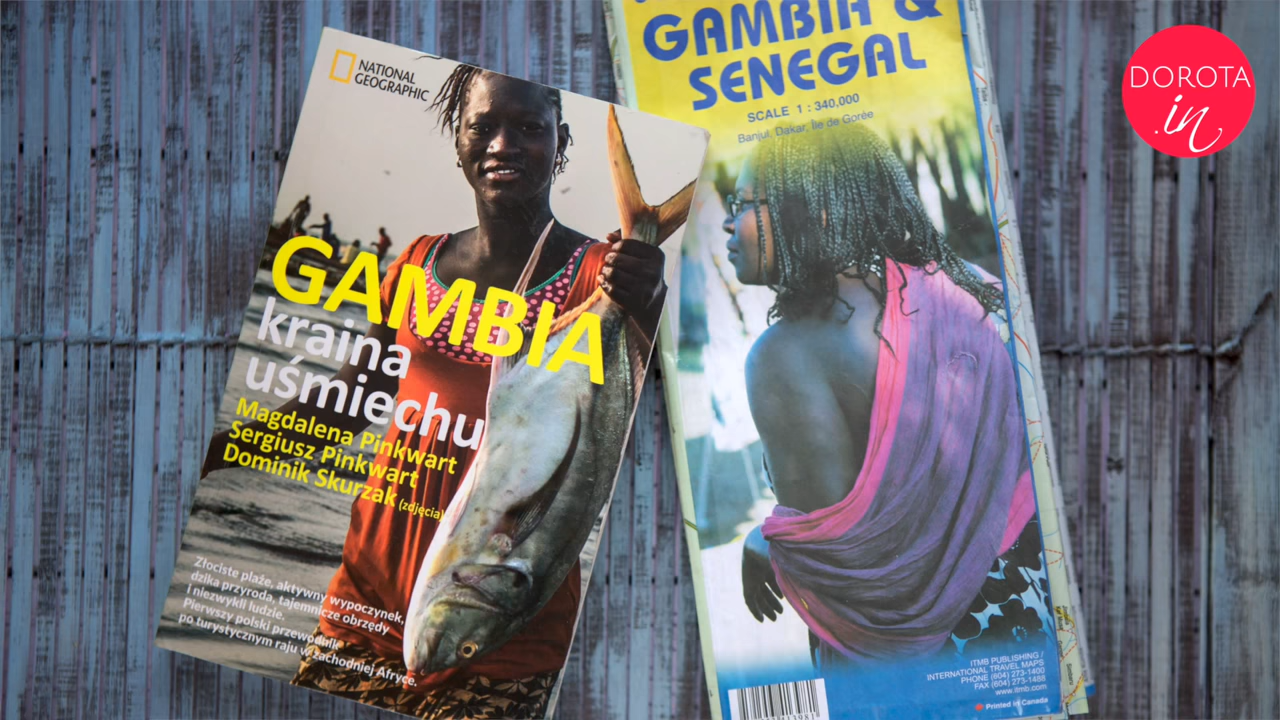 NATIONAL
GEOGRAPHIC
GAMBIA
kraina
uśmiechu
Magdalena Pinkwart
Sergiusz Pinkwart
Dominik Skurzak (zdjęcia)
Złociste plaże, aktywny wypoczynek,
dzika przyroda, tajemnicze obrzędy
i niezwykli ludzie.
Pierwszy polski przewodnik
po turystycznym raju w zachodniej Afryce.
GAMBIA &
SENEGAL
SCALE 1 : 340,000
Banjul, Dakar, Île de Gorée
ITMB PUBLISHING /
INTERNATIONAL TRAVEL MAPS
PHONE (604) 273-1400
FAX (604) 273-1488
www.itmb.com
Printed in Canada
DOROTA
.in